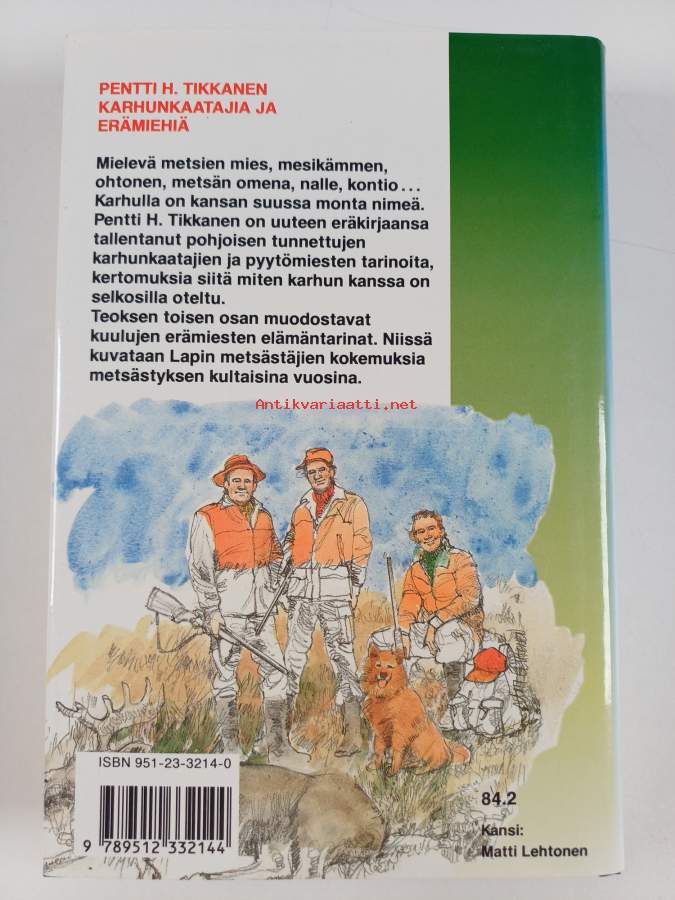 PENTTI H. TIKKANEN
KARHUNKAATAJIA JA
ERÄMIEHIÄ
Mielevä metsien mies, mesikämmen,
ohtonen, metsän omena, nalle, kontio...
Karhulla on kansan suussa monta nimeä.
Pentti H. Tikkanen on uuteen eräkirjaansa
tallentanut pohjoisen tunnettujen
karhunkaatajien ja pyytömiesten tarinoita,
kertomuksia siitä miten karhun kanssa on
selkosilla oteltu.
Teoksen toisen osan muodostavat
kuulujen erämiesten elämäntarinat. Niissä
kuvataan Lapin metsästäjien kokemuksia
metsästyksen kultaisina vuosina.
Antikvariaatti.net
ISBN 951-23-3214-0
9 789512 332144
84.2
Kansi:
Matti Lehtonen